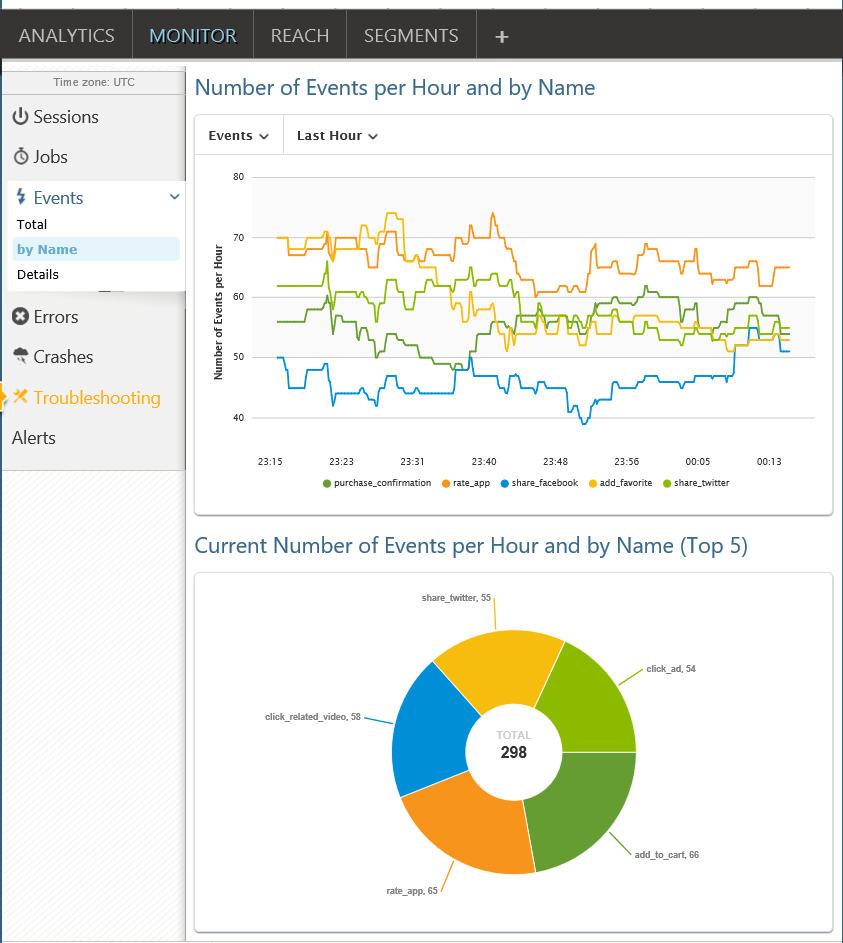 ANALYTICS MONITOR REACH SEGMENTS +
Time zone: UTC
Sessions
Jobs
Events
Total
by Name
Details
Errors
Crashes
Troubleshooting
Alerts
Number of Events per Hour and by Name
Events Last Hour
Number of Events per Hour
80
70
60
50
40
23:15 23:23 23:31 23:40 23:48 23:56 00:05 00:13
purchase_confirmation rate_app share_facebook add_favorite share_twitter
Current Number of Events per Hour and by Name (Top 5)
share_twitter, 55
click_ad, 54
click_related_video, 58
TOTAL
298
add_to_cart, 66
rate_app, 65